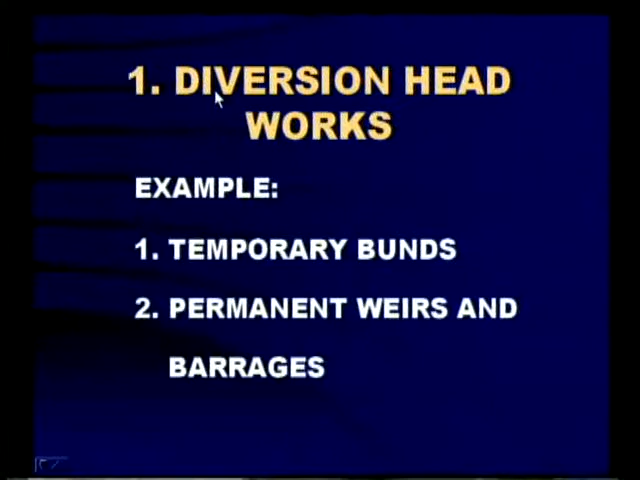 1. DIVERSION HEAD
WORKS
EXAMPLE:
1. TEMPORARY BUNDS
2. PERMANENT WEIRS AND
BARRAGES